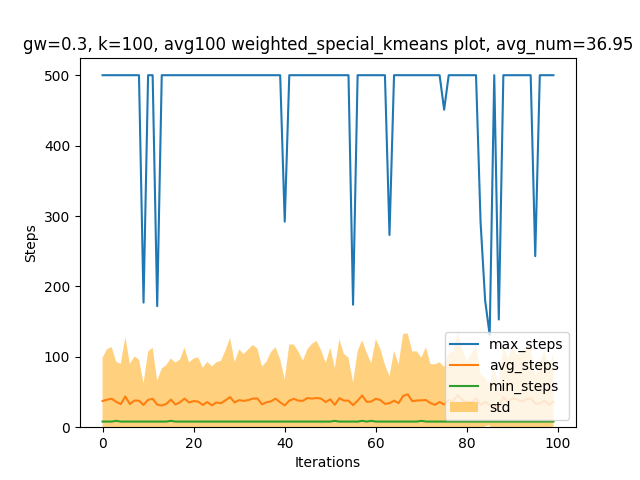 gw=0.3, k=100, avg100 weighted_special_kmeans plot, avg_num=36.95
500
400
300
200
100
0
Steps
0 20 40 60 80 100
Iterations
max_steps
avg_steps
min_steps
std